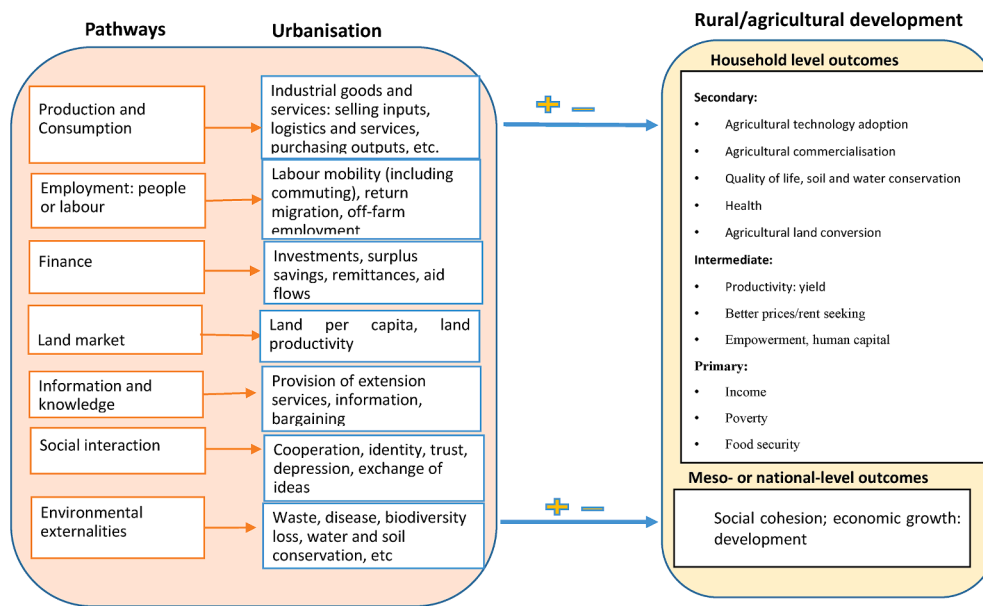 Pathways
Urbanisation
Rural/agricultural development
Production and
Consumption
Industrial goods and
services: selling inputs,
logistics and services,
purchasing outputs, etc.
Employment: people
or labour
Labour mobility (including
commuting), return
migration, off-farm
employment
Finance
Investments, surplus
savings, remittances, aid
flows
Land market
Land per capita, land
productivity
Information and
knowledge
Provision of extension
services, information,
bargaining
Social interaction
Cooperation, identity, trust,
depression, exchange of
ideas
Environmental
externalities
Waste, disease, biodiversity
loss, water and soil
conservation, etc
+ −
+ −
Household level outcomes
Secondary:
• Agricultural technology adoption
• Agricultural commercialisation
• Quality of life, soil and water conservation
• Health
• Agricultural land conversion
Intermediate:
• Productivity: yield
• Better prices/rent seeking
• Empowerment, human capital
Primary:
• Income
• Poverty
• Food security
Meso- or national-level outcomes
Social cohesion; economic growth:
development